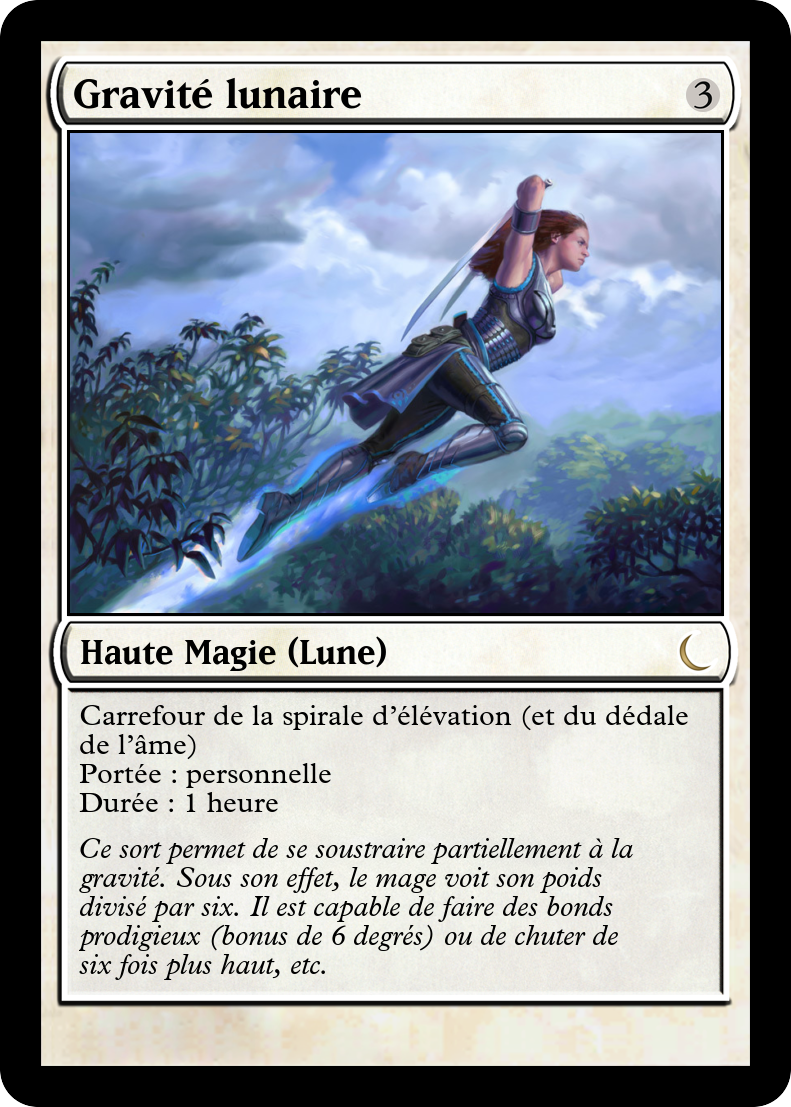 Gravité lunaire 3
Haute Magie (Lune)
Carrefour de la spirale d’élévation (et du dédale
de l’âme)
Portée : personnelle
Durée : 1 heure
Ce sort permet de se soustraire partiellement à la
gravité. Sous son effet, le mage voit son poids
divisé par six. Il est capable de faire des bonds
prodigieux (bonus de 6 degrés) ou de chuter de
six fois plus haut, etc.